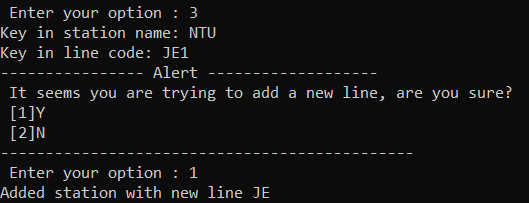 Enter your option : 3
Key in station name: NTU
Key in line code: JE1
---------------- Alert -------------------
It seems you are trying to add a new line, are you sure?
[1]Y
[2]N
----------------------------------------------
Enter your option : 1
Added station with new line JE